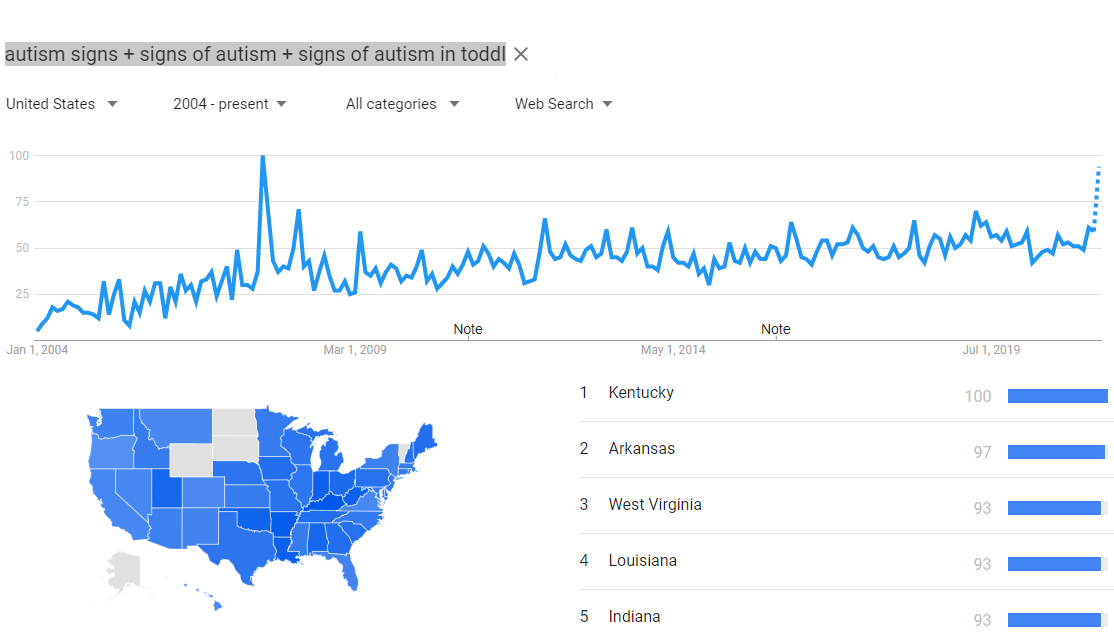 autism signs + signs of autism + signs of autism in toddl
United States
2004 - present
All categories
Web Search
100
75
50
25
Note
Note
Jan 1, 2004
Mar 1, 2009
May 1, 2014
Jul 1, 2019
1 Kentucky 100
2 Arkansas 97
3 West Virginia 93
4 Louisiana 93
5 Indiana 93